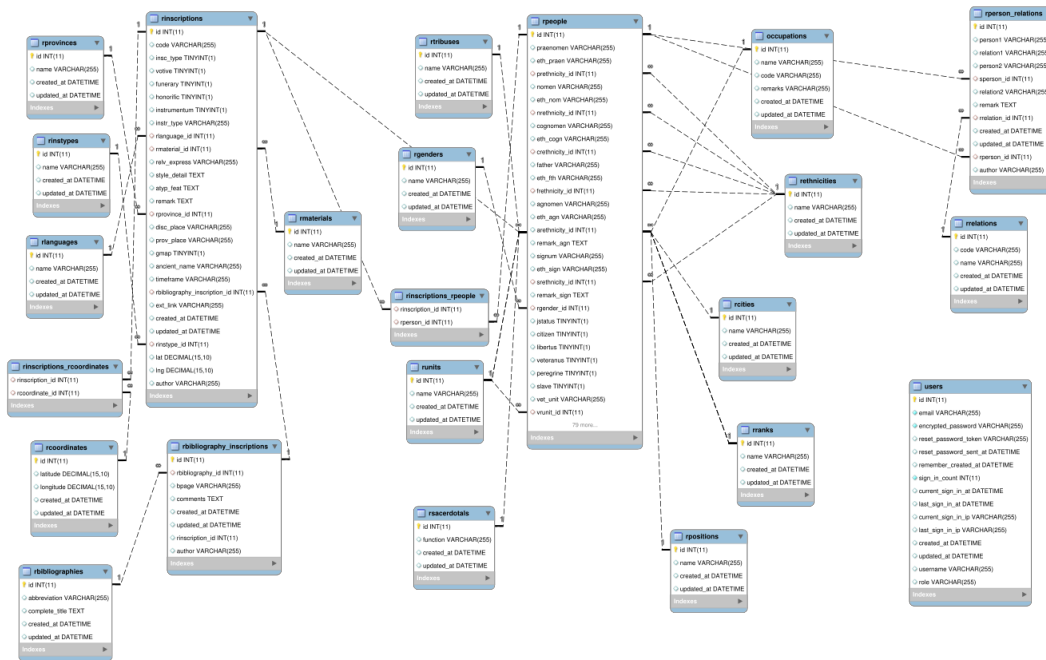 rinscriptions
id INT(11)
code VARCHAR(255)
insc_type TINYINT(1)
votive TINYINT(1)
funerary TINYINT(1)
honorific TINYINT(1)
instrumentum TINYINT(1)
instr_type VARCHAR(255)
rlanguage_id INT(11)
rmaterial_id INT(11)
relv_express VARCHAR(255)
style_detail TEXT
atyp_feat TEXT
remark TEXT
rprovince_id INT(11)
disc_place VARCHAR(255)
prov_place VARCHAR(255)
gmap TINYINT(1)
ancient_name VARCHAR(255)
timeframe VARCHAR(255)
rbibliography_inscription_id INT(11)
ext_link VARCHAR(255)
created_at DATETIME
updated_at DATETIME
rinstype_id INT(11)
lat DECIMAL(15,10)
lng DECIMAL(15,10)
author VARCHAR(255)
Indexes
rprovinces
id INT(11)
name VARCHAR(255)
created_at DATETIME
updated_at DATETIME
Indexes
rinstypes
id INT(11)
name VARCHAR(255)
created_at DATETIME
updated_at DATETIME
Indexes
rlanguages
id INT(11)
name VARCHAR(255)
created_at DATETIME
updated_at DATETIME
Indexes
rinscriptions_rcoordinates
rinscription_id INT(11)
rcoordinate_id INT(11)
Indexes
rcoordinates
id INT(11)
latitude DECIMAL(15,10)
longitude DECIMAL(15,10)
created_at DATETIME
updated_at DATETIME
Indexes
rbibliographies
id INT(11)
abbreviation VARCHAR(255)
complete_title TEXT
created_at DATETIME
updated_at DATETIME
Indexes
rbibliography_inscriptions
id INT(11)
rbibliography_id INT(11)
bpage VARCHAR(255)
comments TEXT
created_at DATETIME
updated_at DATETIME
rinscription_id INT(11)
author VARCHAR(255)
Indexes
rmaterials
id INT(11)
name VARCHAR(255)
created_at DATETIME
updated_at DATETIME
Indexes
rtribuses
id INT(11)
name VARCHAR(255)
created_at DATETIME
updated_at DATETIME
Indexes
rgenders
id INT(11)
name VARCHAR(255)
created_at DATETIME
updated_at DATETIME
Indexes
rinscriptions_rpeople
rinscription_id INT(11)
rperson_id INT(11)
Indexes
runits
id INT(11)
name VARCHAR(255)
created_at DATETIME
updated_at DATETIME
Indexes
rsacerdotals
id INT(11)
function VARCHAR(255)
created_at DATETIME
updated_at DATETIME
Indexes
rpeople
id INT(11)
praenomen VARCHAR(255)
eth_praen VARCHAR(255)
prethnicity_id INT(11)
nomen VARCHAR(255)
eth_nom VARCHAR(255)
nrethnicity_id INT(11)
cognomen VARCHAR(255)
eth_cogn VARCHAR(255)
crethnicity_id INT(11)
father VARCHAR(255)
eth_fth VARCHAR(255)
frethnicity_id INT(11)
agnomen VARCHAR(255)
eth_agn VARCHAR(255)
arethnicity_id INT(11)
remark_agn TEXT
signum VARCHAR(255)
eth_sign VARCHAR(255)
srethnicity_id INT(11)
remark_sign TEXT
rgender_id INT(11)
jstatus TINYINT(1)
citizen TINYINT(1)
libertus TINYINT(1)
veteranus TINYINT(1)
peregrine TINYINT(1)
slave TINYINT(1)
vet_unit VARCHAR(255)
vrunit_id INT(11)
79 more...
Indexes
occupations
id INT(11)
name VARCHAR(255)
code VARCHAR(255)
remarks VARCHAR(255)
created_at DATETIME
updated_at DATETIME
Indexes
rethnicities
id INT(11)
name VARCHAR(255)
created_at DATETIME
updated_at DATETIME
Indexes
rcities
id INT(11)
name VARCHAR(255)
created_at DATETIME
updated_at DATETIME
Indexes
rranks
id INT(11)
name VARCHAR(255)
created_at DATETIME
updated_at DATETIME
Indexes
rpositions
id INT(11)
name VARCHAR(255)
created_at DATETIME
updated_at DATETIME
Indexes
rperson_relations
id INT(11)
person1 VARCHAR(255)
relation1 VARCHAR(255)
person2 VARCHAR(255)
sperson_id INT(11)
relation2 VARCHAR(255)
remark TEXT
rrelation_id INT(11)
created_at DATETIME
updated_at DATETIME
rperson_id INT(11)
author VARCHAR(255)
Indexes
rrelations
id INT(11)
code VARCHAR(255)
name VARCHAR(255)
created_at DATETIME
updated_at DATETIME
Indexes
users
id INT(11)
email VARCHAR(255)
encrypted_password VARCHAR(255)
reset_password_token VARCHAR(255)
reset_password_sent_at DATETIME
remember_created_at DATETIME
sign_in_count INT(11)
current_sign_in_at DATETIME
last_sign_in_at DATETIME
current_sign_in_ip VARCHAR(255)
last_sign_in_ip VARCHAR(255)
created_at DATETIME
updated_at DATETIME
username VARCHAR(255)
role VARCHAR(255)
Indexes